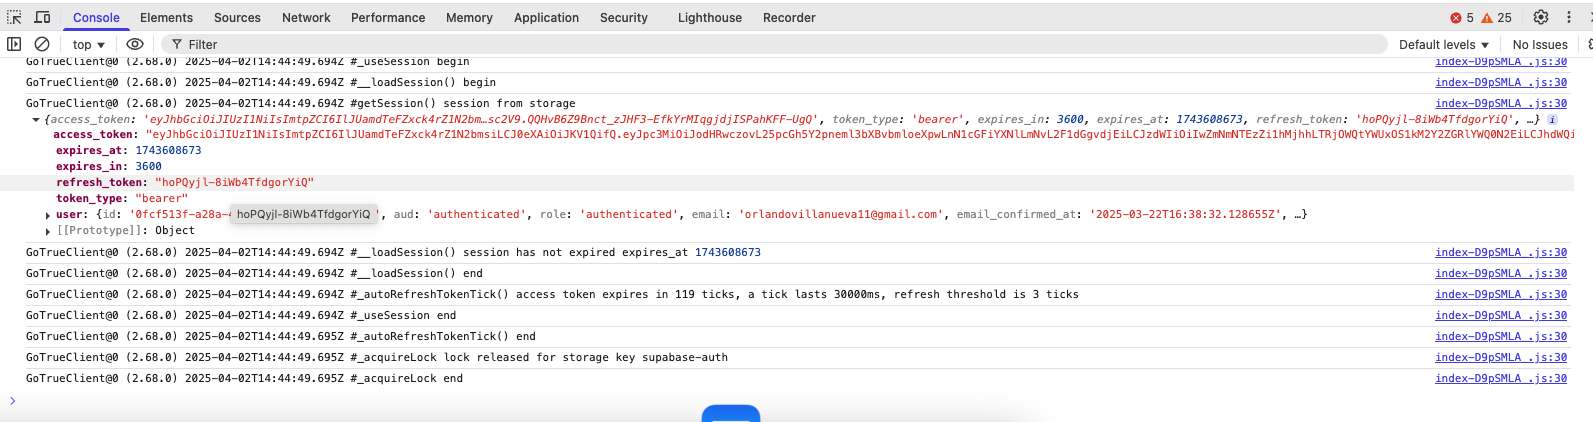 Console Elements Sources Network Performance Memory Application Security Lighthouse Recorder 5 25
top Filter Default levels No Issues
GoTrueClient@0 (2.68.0) 2025-04-02T14:44:49.694Z #_useSession begin index-D9pSMLA_.js:30
GoTrueClient@0 (2.68.0) 2025-04-02T14:44:49.694Z #__loadSession() begin index-D9pSMLA_.js:30
GoTrueClient@0 (2.68.0) 2025-04-02T14:44:49.694Z #getSession() session from storage index-D9pSMLA_.js:30
{access_token: 'eyJhbGciOiJIUzI1NiIsImtpZCI6IlJUamdTeFZxck4rZ1N2bm…sc2V9.QQHvB6Z9Bnct_zJHF3-EfkYrMIqgjdjISPahKFF-UgQ', token_type: 'bearer', expires_in: 3600, expires_at: 1743608673, refresh_token: 'hoPQyjl-8iWb4TfdgorYiQ', …}
access_token: "eyJhbGciOiJIUzI1NiIsImtpZCI6IlJUamdTeFZxck4rZ1N2bmsiLCJ0eXAiOiJKV1QifQ.eyJpc3MiOiJodHRwczovL25pcGh5Y2pneml3bXBvbmloeXpwLnN1cGFiYXNlLmNvL2F1dGgvdjEiLCJzdWIiOiIwZmNmNTEzZi1hMjhhLTRjOWQtYWUxOS1kM2Y2ZGRlYWQ0N2EiLCJhdWQi
expires_at: 1743608673
expires_in: 3600
refresh_token: "hoPQyjl-8iWb4TfdgorYiQ"
token_type: "bearer"
user: {id: '0fcf513f-a28a-4 hoPQyjl-8iWb4TfdgorYiQ ', aud: 'authenticated', role: 'authenticated', email: 'orlandovillanueva11@gmail.com', email_confirmed_at: '2025-03-22T16:38:32.128655Z', …}
[[Prototype]]: Object
GoTrueClient@0 (2.68.0) 2025-04-02T14:44:49.694Z #__loadSession() session has not expired expires_at 1743608673 index-D9pSMLA_.js:30
GoTrueClient@0 (2.68.0) 2025-04-02T14:44:49.694Z #__loadSession() end index-D9pSMLA_.js:30
GoTrueClient@0 (2.68.0) 2025-04-02T14:44:49.694Z #_autoRefreshTokenTick() access token expires in 119 ticks, a tick lasts 30000ms, refresh threshold is 3 ticks index-D9pSMLA_.js:30
GoTrueClient@0 (2.68.0) 2025-04-02T14:44:49.694Z #_useSession end index-D9pSMLA_.js:30
GoTrueClient@0 (2.68.0) 2025-04-02T14:44:49.695Z #_autoRefreshTokenTick() end index-D9pSMLA_.js:30
GoTrueClient@0 (2.68.0) 2025-04-02T14:44:49.695Z #_acquireLock lock released for storage key supabase-auth index-D9pSMLA_.js:30
GoTrueClient@0 (2.68.0) 2025-04-02T14:44:49.695Z #_acquireLock end index-D9pSMLA_.js:30